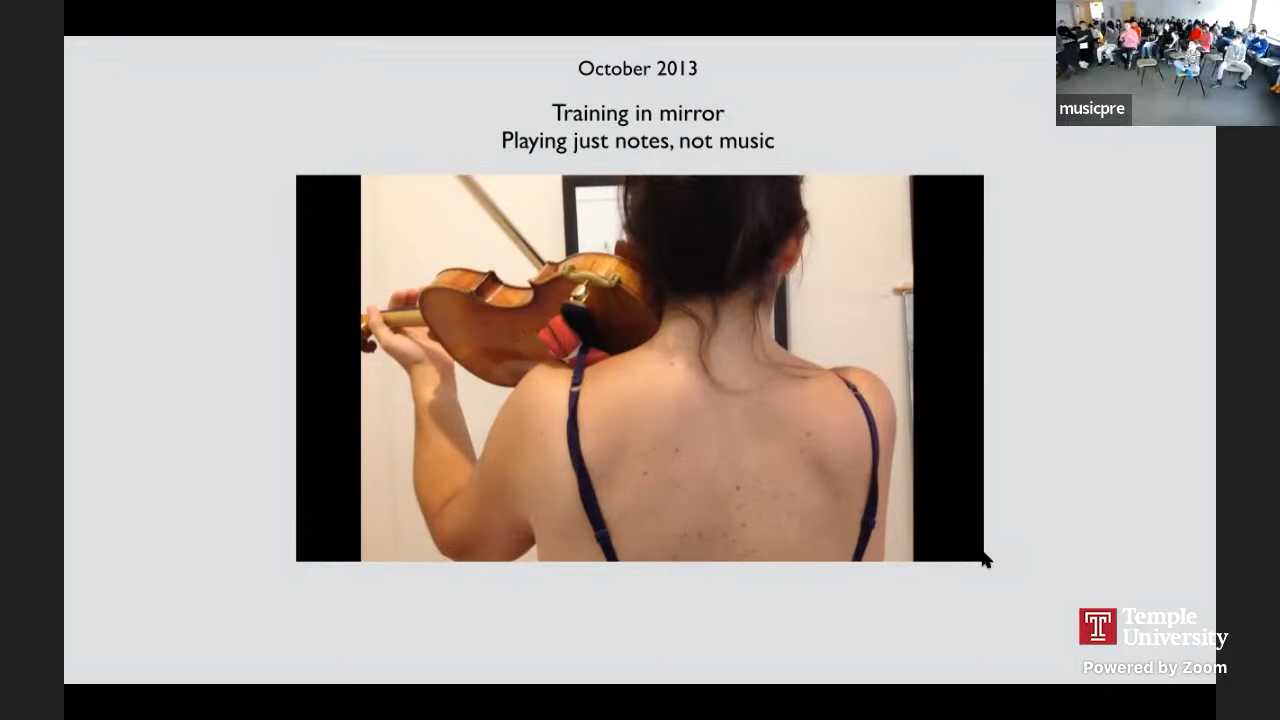 October 2013
Training in mirror
Playing just notes, not music
musicpre
Temple
University
Powered by Zoom